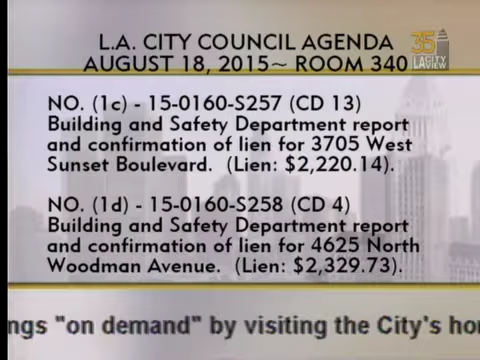 L.A. CITY COUNCIL AGENDA
AUGUST 18, 2015~ ROOM 340
35
LA CITY
VIEW
NO. (1c) - 15-0160-S257 (CD 13)
Building and Safety Department report
and confirmation of lien for 3705 West
Sunset Boulevard. (Lien: $2,220.14).
NO. (1d) - 15-0160-S258 (CD 4)
Building and Safety Department report
and confirmation of lien for 4625 North
Woodman Avenue. (Lien: $2,329.73).
ngs "on demand" by visiting the City's ho